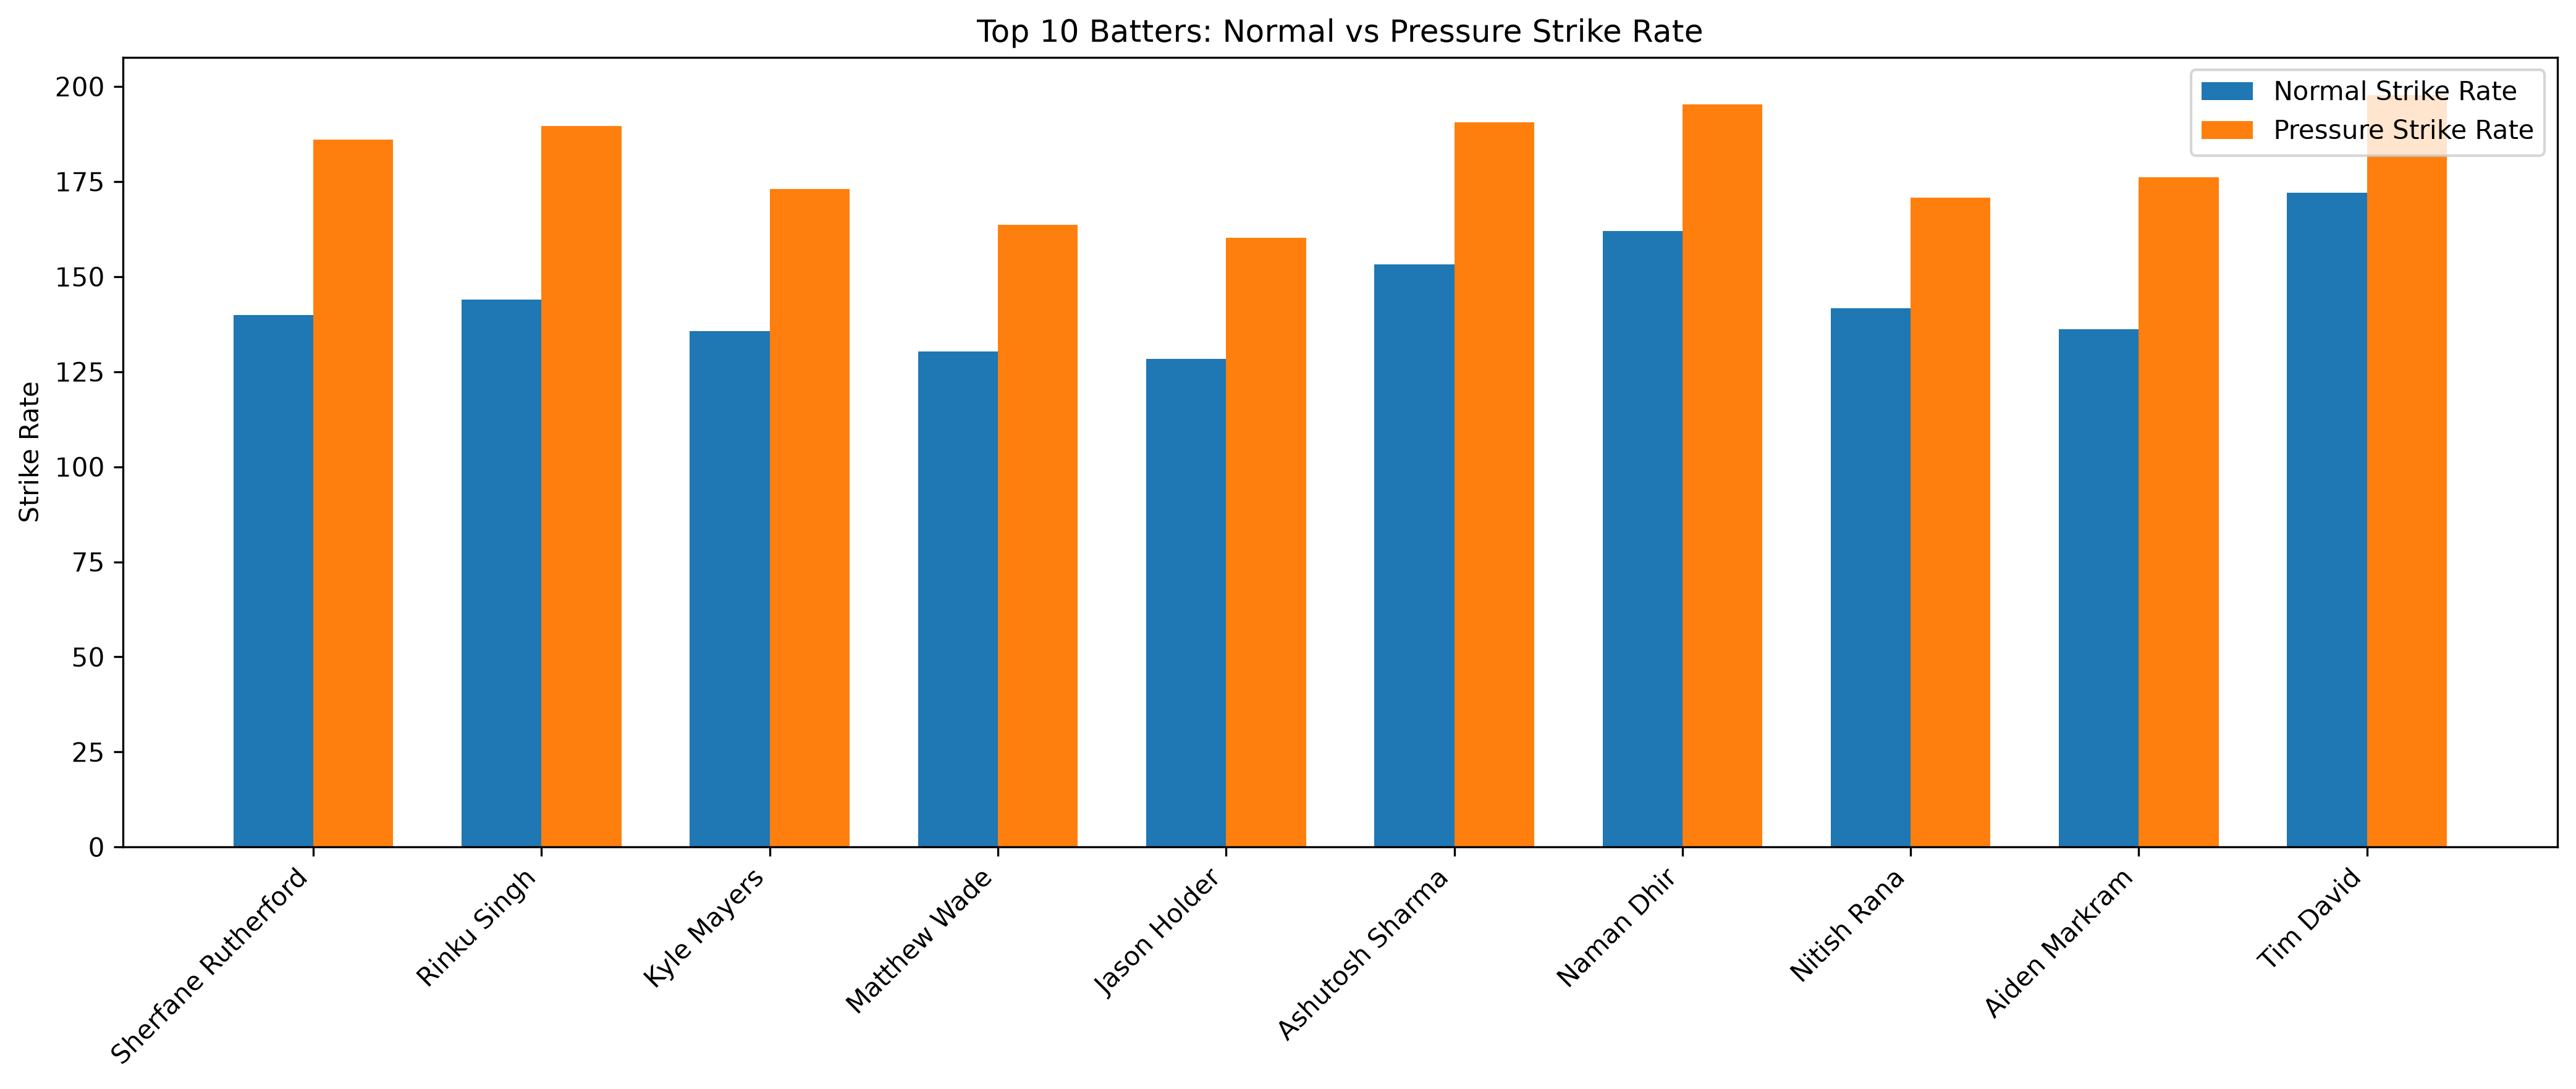 Top 10 Batters: Normal vs Pressure Strike Rate
Normal Strike Rate
Pressure Strike Rate
Strike Rate
200
175
150
125
100
75
50
25
0
Sherfane Rutherford
Rinku Singh
Kyle Mayers
Matthew Wade
Jason Holder
Ashutosh Sharma
Naman Dhir
Nitish Rana
Aiden Markram
Tim David